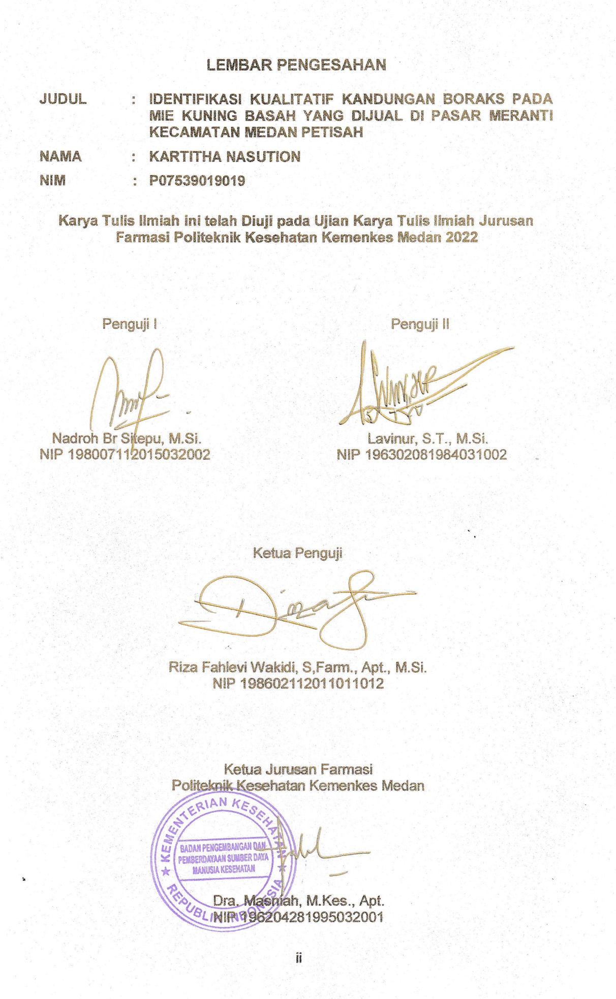 LEMBAR PENGESAHAN
JUDUL : IDENTIFIKASI KUALITATIF KANDUNGAN BORAKS PADA
MIE KUNING BASAH YANG DIJUAL DI PASAR MERANTI
KECAMATAN MEDAN PETISAH
NAMA : KARTITHA NASUTION
NIM : P07539019019
Karya Tulis Ilmiah ini telah Diuji pada Ujian Karya Tulis Ilmiah Jurusan
Farmasi Politeknik Kesehatan Kemenkes Medan 2022
Penguji I
Nadroh Br Sitepu, M.Si.
NIP 198007112015032002
Penguji II
Lavinur, S.T., M.Si.
NIP 196302081984031002
Ketua Penguji
Riza Fahlevi Wakidi, S,Farm., Apt., M.Si.
NIP 198602112011011012
Ketua Jurusan Farmasi
Politeknik Kesehatan Kemenkes Medan
KEMENTERIAN KESEHATAN
BADAN PENGEMBANGAN DAN
PEMBERDAYAAN SUMBER DAYA
MANUSIA KESEHATAN
REPUBLIK INDONESIA
Dra. Masniah, M.Kes., Apt.
NIP 196204281995032001
ii